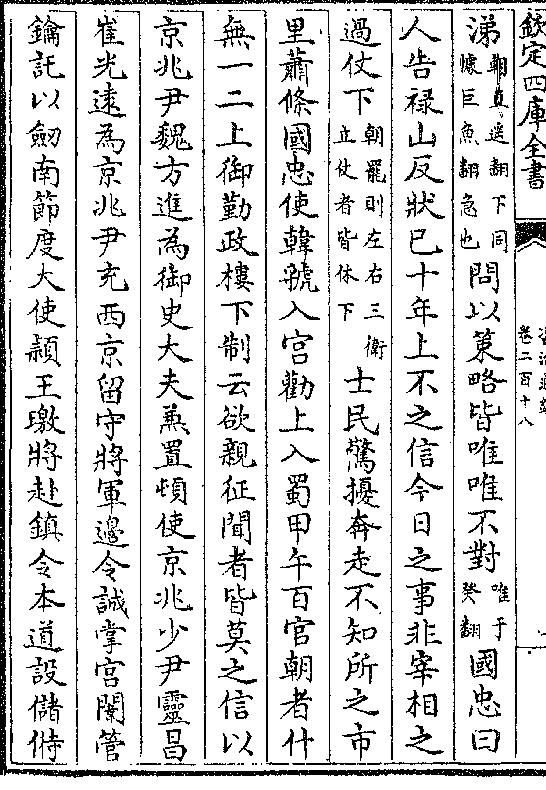 欽定四庫全書
卷二百十八
涕朝直遥翻下同懅巨魚翻急也問以策略皆唯唯不對唯于癸翻國忠曰
人告禄山反狀已十年上不之信今日之事非宰相之
過仗下朝罷則左右三衛立仗者皆休下士民驚擾奔走不知所之市
里蕭條國忠使韓虢入宮勸上入蜀甲午百官朝者什
無一二上御勤政樓下制云欲親征聞者皆莫之信以
京兆尹魏方進為御史大夫兼置頓使京兆少尹靈昌
崔光遠為京兆尹充西京留守將軍邊令誠掌宮闈管
鑰託以劒南節度大使頴王璬將赴鎮令本道設儲偫